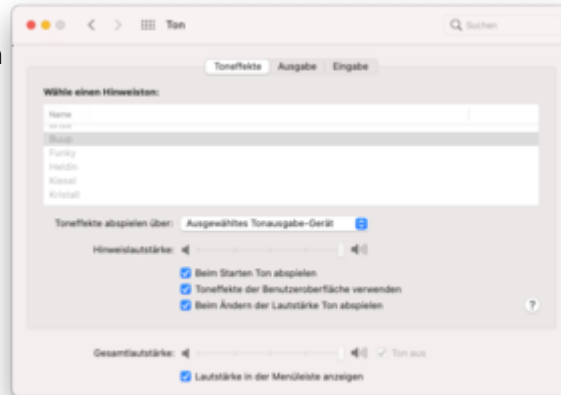 Ton
Suchen
Toneffekte Ausgabe Eingabe
Wähle einen Hinweiston:
Name
Buup
Funky
Heldin
Kiesel
Kristall
Toneffekte abspielen über: Ausgewähltes Tonausgabe-Gerät
Hinweislautstärke:
Beim Starten Ton abspielen
Toneffekte der Benutzeroberfläche verwenden
Beim Ändern der Lautstärke Ton abspielen
?
Gesamtlautstärke: Ton aus
Lautstärke in der Menüleiste anzeigen